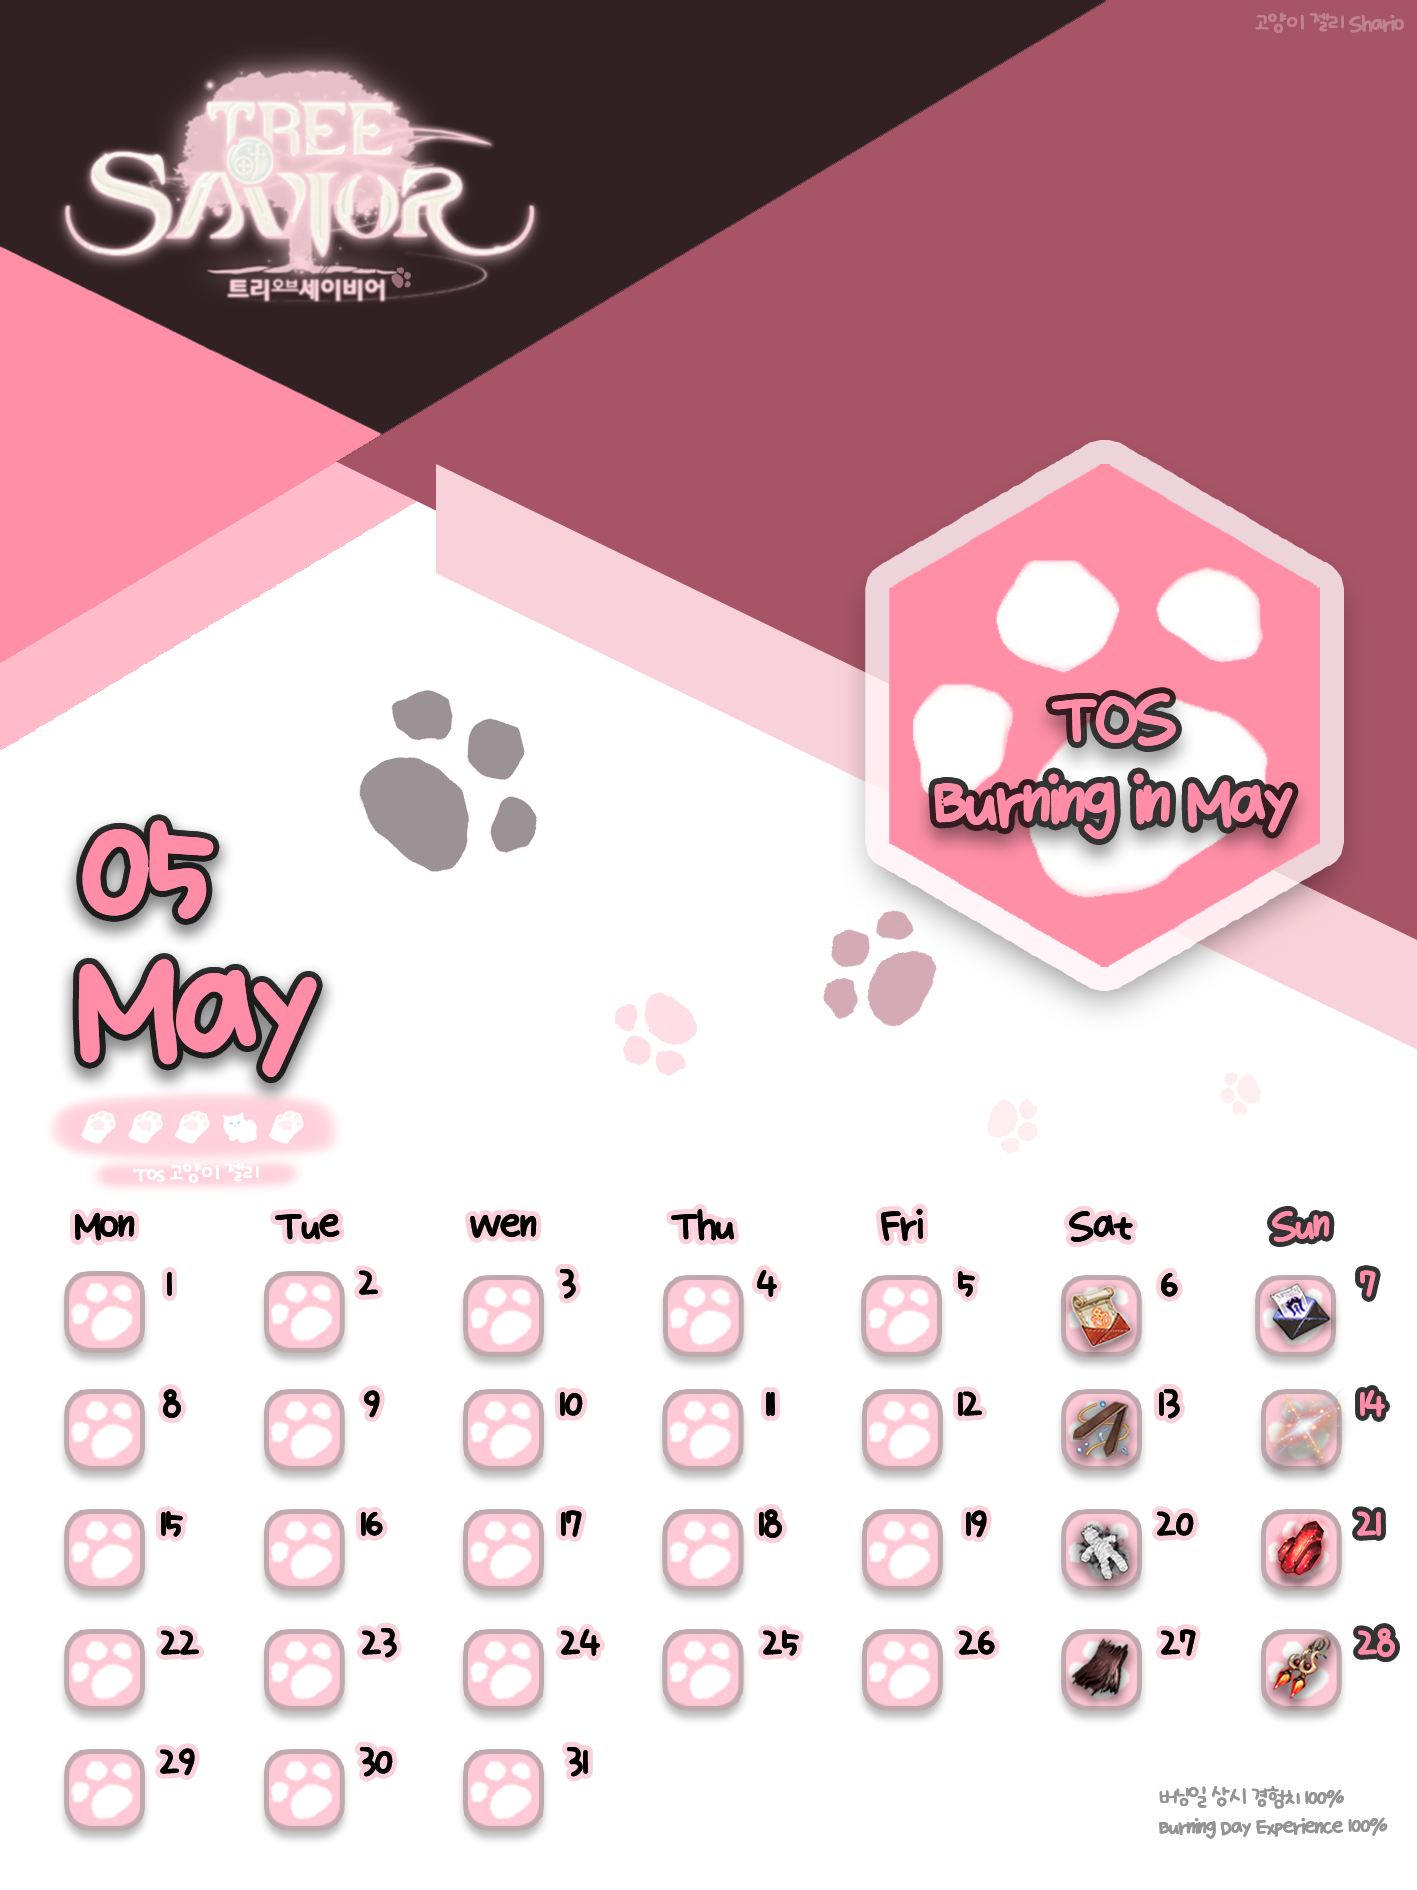 고양이 젤리 Shario
TREE
of
SAVIOR
트리오브세이비어
TOS
Burning in May
05
May
TOS 고양이 젤리
Mon Tue Wen Thu Fri Sat Sun
1 2 3 4 5 6 7
8 9 10 11 12 13 14
15 16 17 18 19 20 21
22 23 24 25 26 27 28
29 30 31
버닝일 상시 경험치 100%
Burning Day Experience 100%